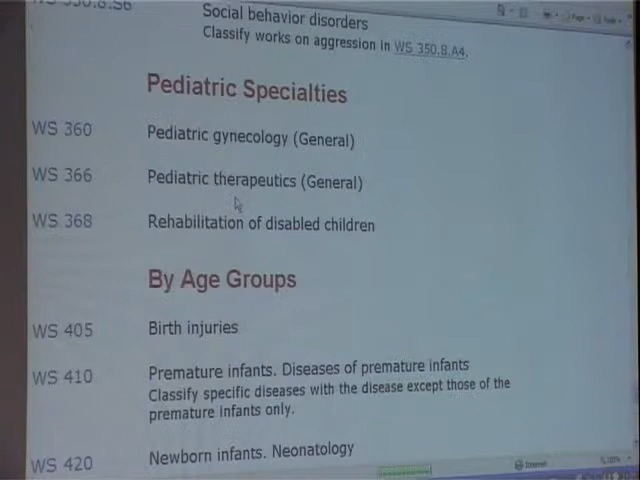 WS 350.8.S6
Social behavior disorders
Classify works on aggression in WS 350.8.A4.
Pediatric Specialties
WS 360 Pediatric gynecology (General)
WS 366 Pediatric therapeutics (General)
WS 368 Rehabilitation of disabled children
By Age Groups
WS 405 Birth injuries
WS 410 Premature infants. Diseases of premature infants
Classify specific diseases with the disease except those of the
premature infants only.
WS 420 Newborn infants. Neonatology
Internet